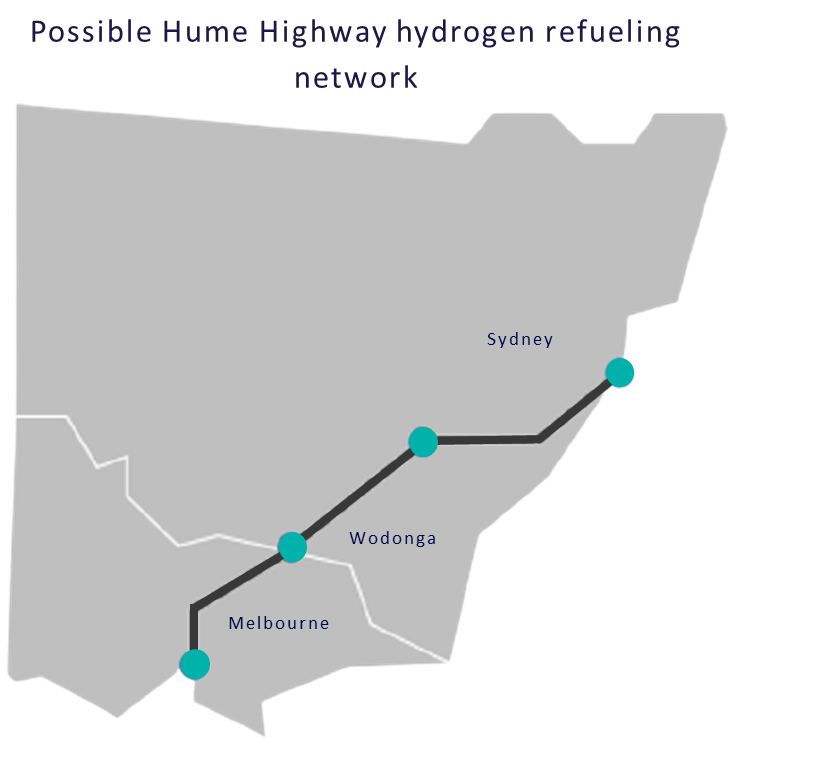 Possible Hume Highway hydrogen refueling
network
Sydney
Wodonga
Melbourne